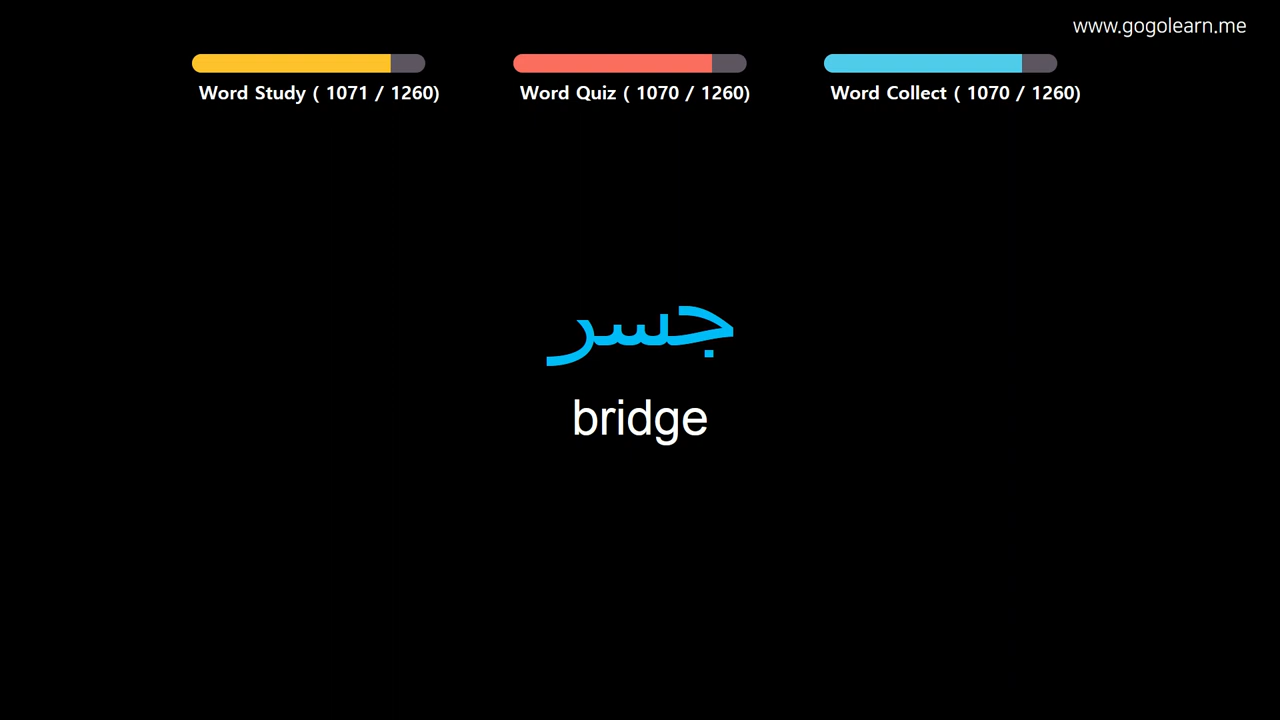 www.gogolearn.me
Word Study ( 1071 / 1260)
Word Quiz ( 1070 / 1260)
Word Collect ( 1070 / 1260)
جسر
bridge